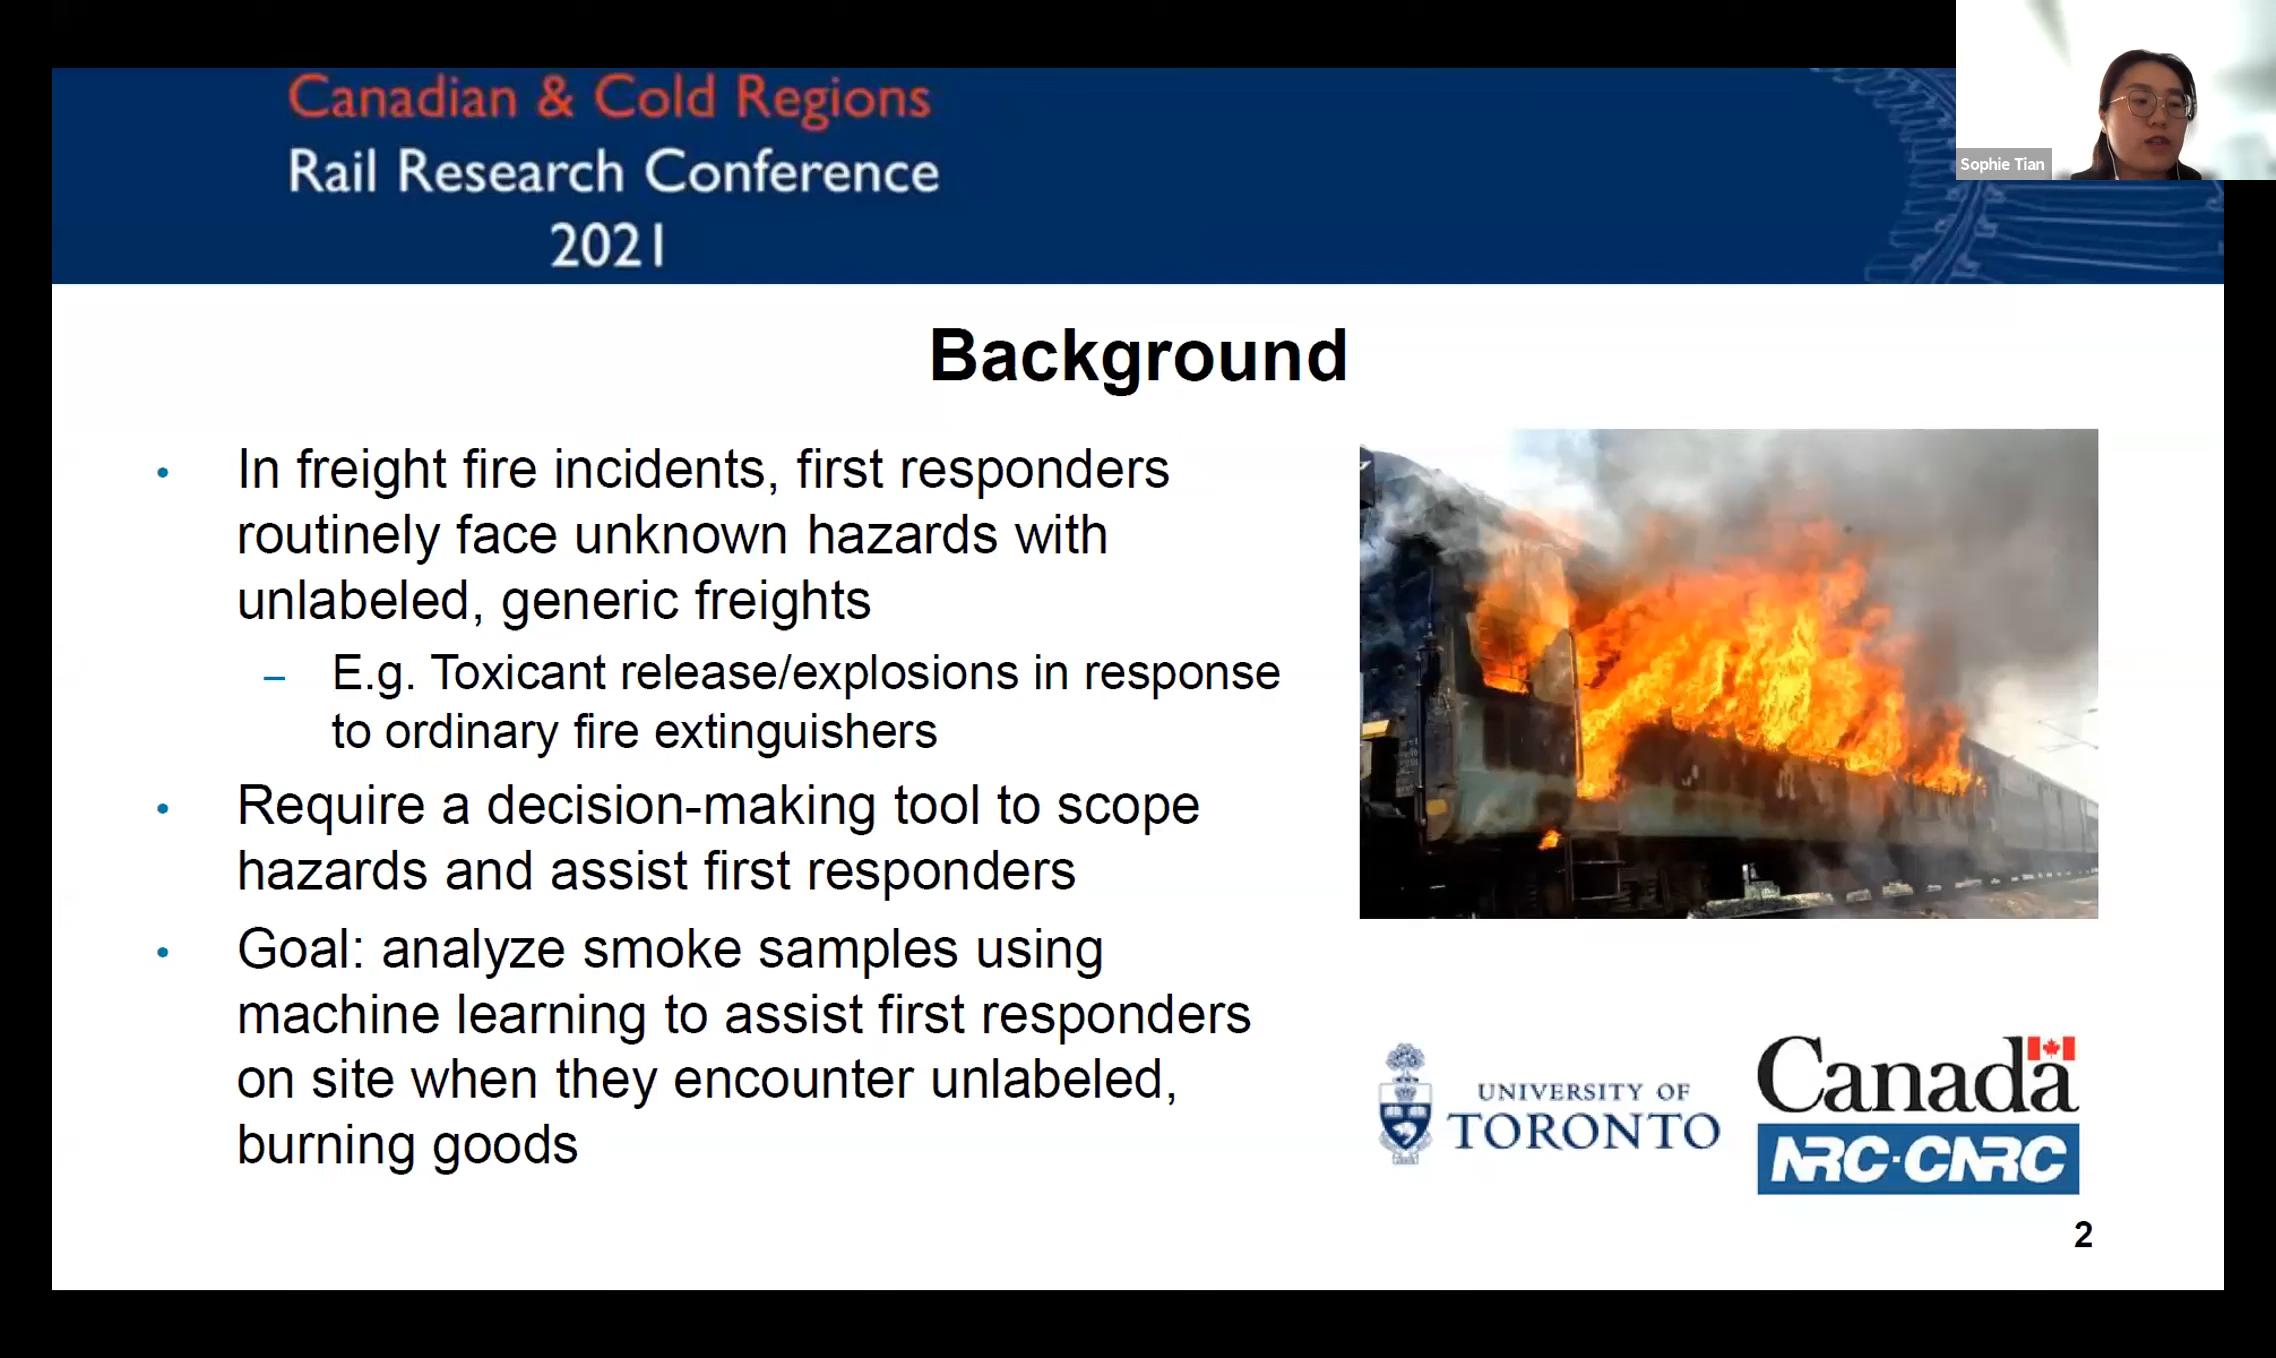 Canadian & Cold Regions
Rail Research Conference
2021
Sophie Tian
Background
• In freight fire incidents, first responders
routinely face unknown hazards with
unlabeled, generic freights
– E.g. Toxicant release/explosions in response
to ordinary fire extinguishers
• Require a decision-making tool to scope
hazards and assist first responders
• Goal: analyze smoke samples using
machine learning to assist first responders
on site when they encounter unlabeled,
burning goods
UNIVERSITY OF
TORONTO
Canada
NRC·CNRC
2